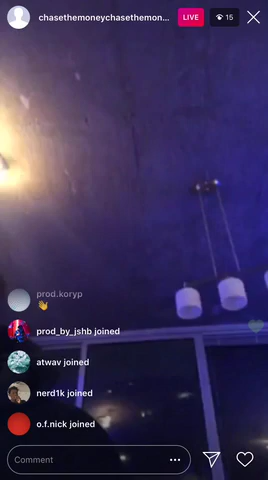 chasethemoneychasethemon...
LIVE
15
prod.koryp
👋
prod_by_jshb joined
atwav joined
nerd1k joined
o.f.nick joined
Comment